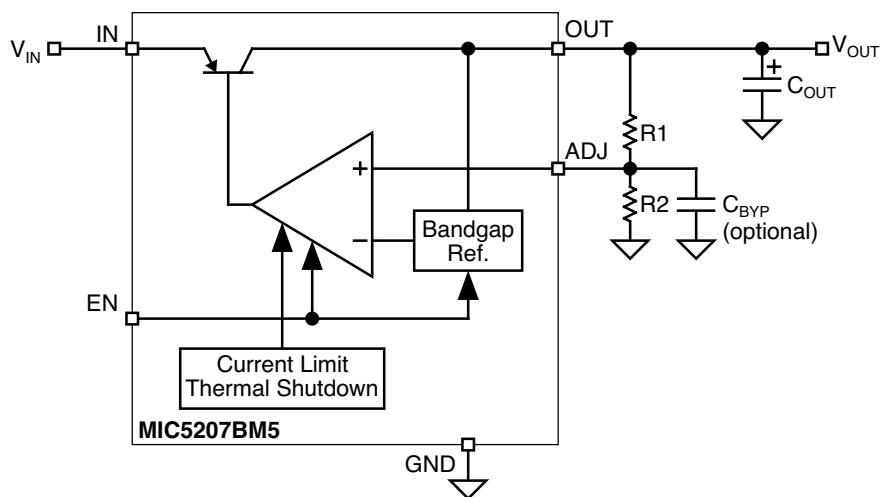 IN
OUT
VIN
VOUT
+
COUT
R1
ADJ
+
R2
CBYP
(optional)
–
Bandgap
Ref.
EN
Current Limit
Thermal Shutdown
MIC5207BM5
GND